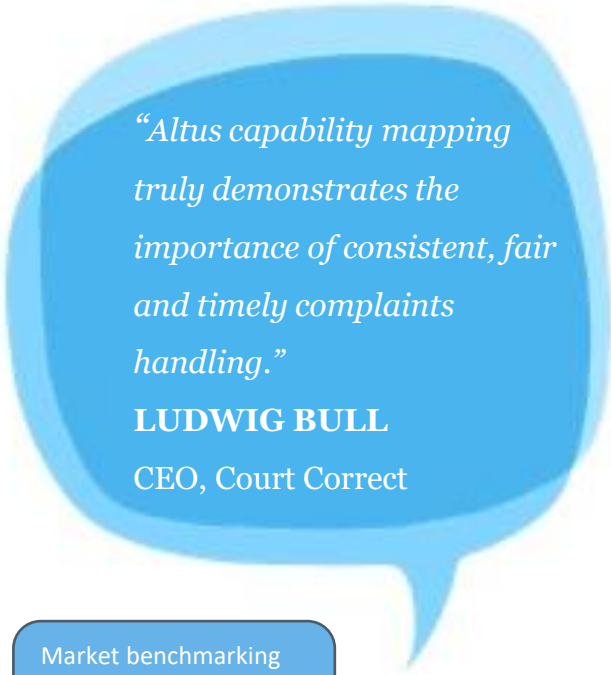 “Altus capability mapping
truly demonstrates the
importance of consistent, fair
and timely complaints
handling.”
LUDWIG BULL
CEO, Court Correct
Market benchmarking